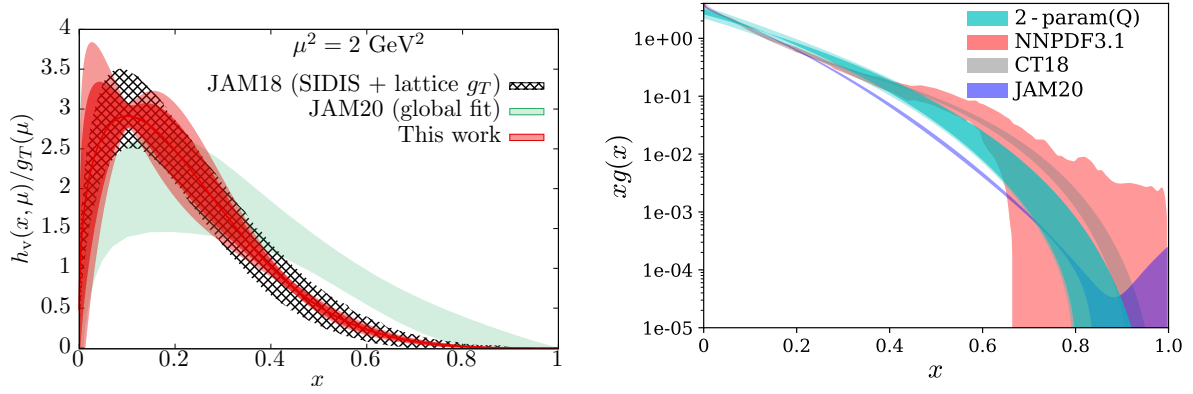 4
3.5
3
2.5
2
1.5
1
0.5
0
h_v(x, μ)/g_T(μ)
μ² = 2 GeV²
JAM18 (SIDIS + lattice g_T)
JAM20 (global fit)
This work
0 0.2 0.4 0.6 0.8 1
x
1e+00
1e-01
1e-02
1e-03
1e-04
1e-05
xg(x)
2 - param(Q)
NNPDF3.1
CT18
JAM20
0 0.2 0.4 0.6 0.8 1.0
x